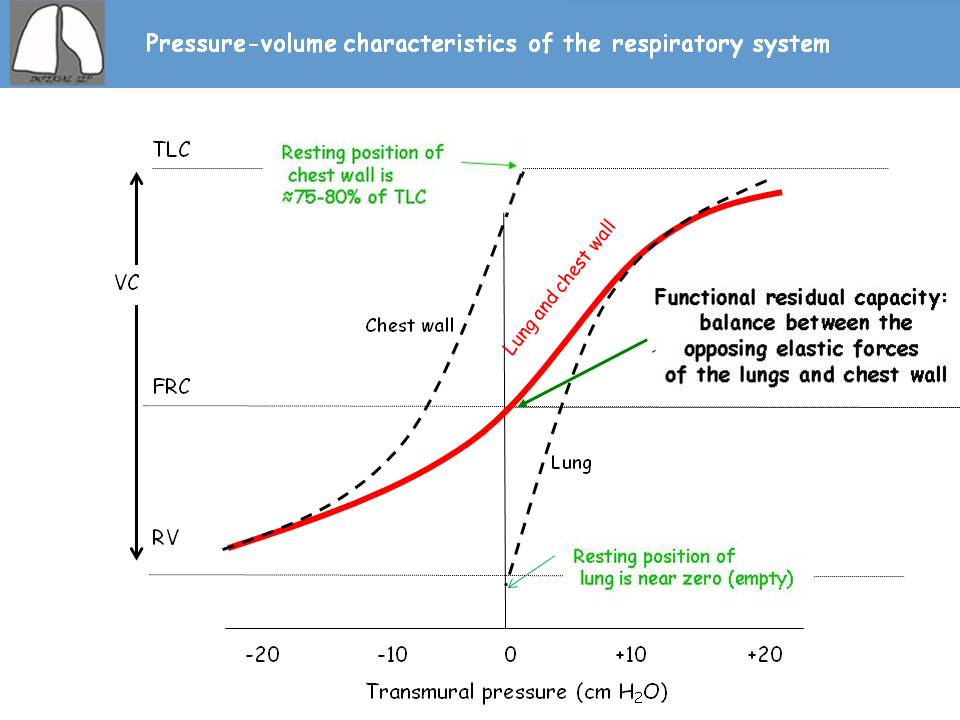 Pressure-volume characteristics of the respiratory system
IMPERIAL SEP
TLC
Resting position of
chest wall is
≈75-80% of TLC
VC
Lung and chest wall
Chest wall
Functional residual capacity:
balance between the
opposing elastic forces
of the lungs and chest wall
FRC
Lung
RV
Resting position of
lung is near zero (empty)
-20 -10 0 +10 +20
Transmural pressure (cm H₂O)